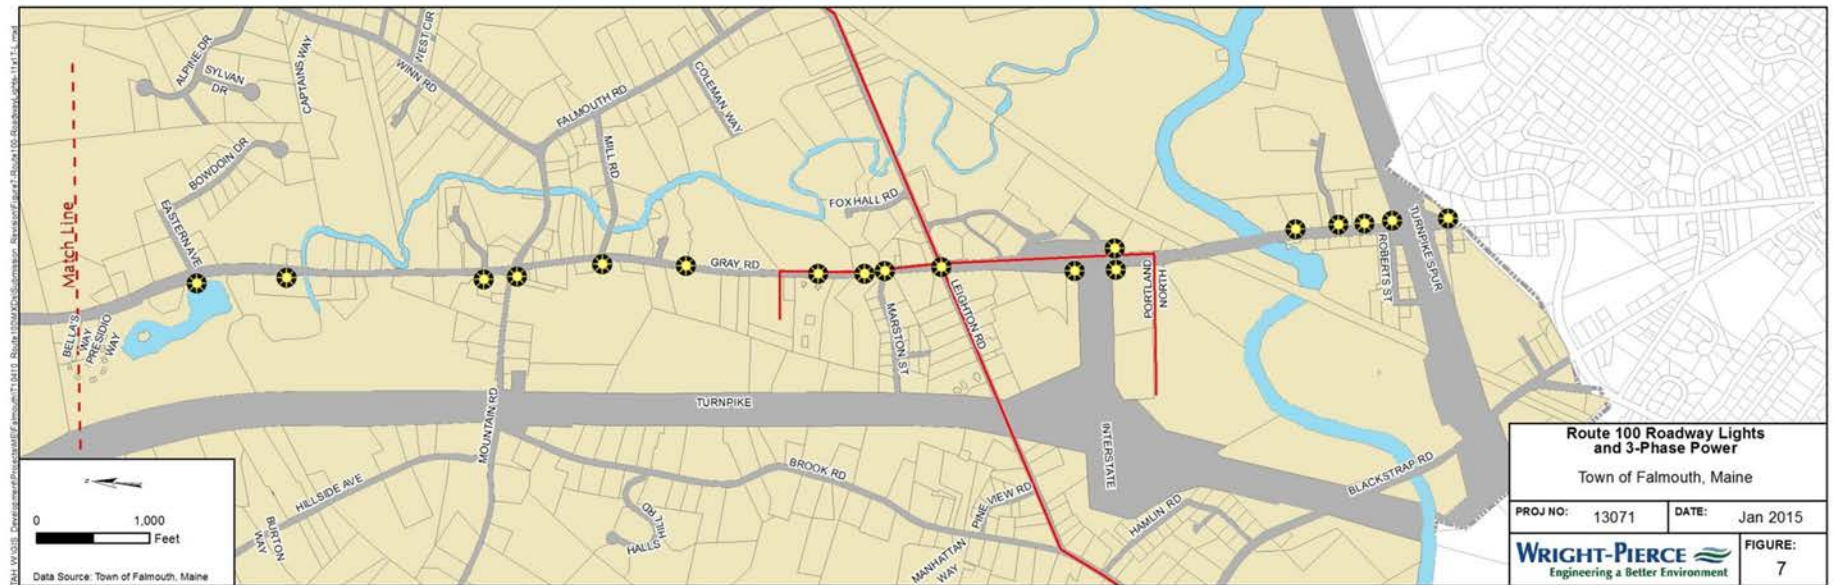 ALPINE DR
SYLVAN
DR
CAPTAINS WAY
WEST CIR
WINN RD
FALMOUTH RD
COLEMAN WAY
MILL RD
BOWDOIN DR
EASTERN AVE
Match Line
FOXHALL RD
GRAY RD
BELLA'S
WAY
PRESIDIO
WAY
MARSTON ST
LEIGHTON RD
PORTLAND
NORTH
ROBERTS ST
TURNPIKE SPUR
MOUNTAIN RD
TURNPIKE
INTERSTATE
BROOK RD
HILLSIDE AVE
BURTON
WAY
HALLS
HILL RD
PINE VIEW RD
MANHATTAN
WAY
HAMLIN RD
BLACKSTRAP RD
0 1,000
Feet
Data Source: Town of Falmouth, Maine
Route 100 Roadway Lights
and 3-Phase Power
Town of Falmouth, Maine
PROJ NO: 13071 DATE: Jan 2015
WRIGHT-PIERCE
Engineering a Better Environment
FIGURE:
7